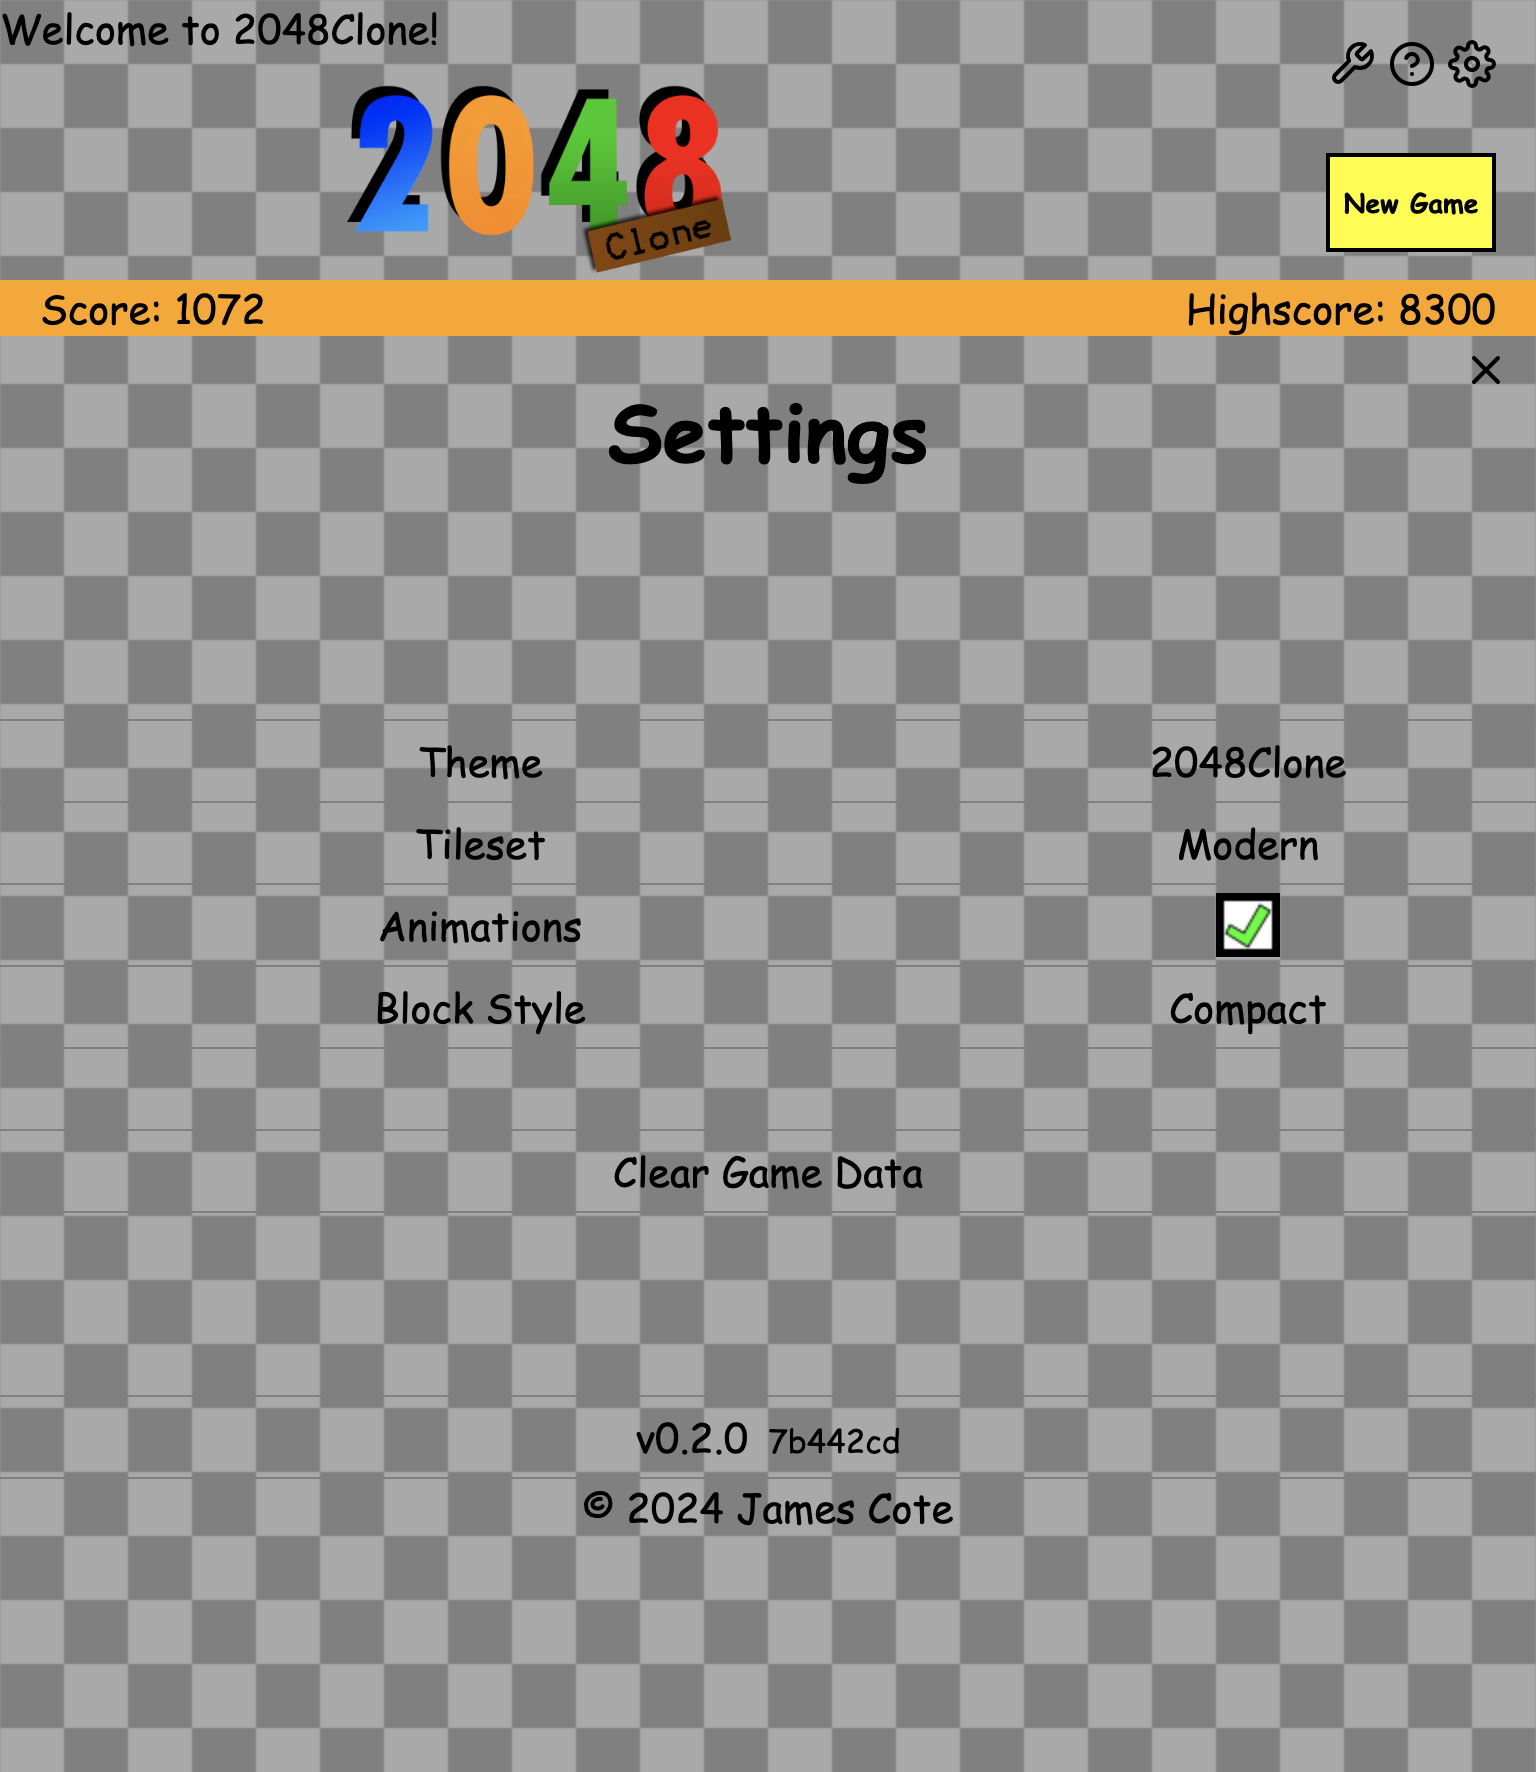 Welcome to 2048Clone!
2048
Clone
New Game
Score: 1072 Highscore: 8300
Settings
Theme 2048Clone
Tileset Modern
Animations
Block Style Compact
Clear Game Data
v0.2.0 7b442cd
© 2024 James Cote